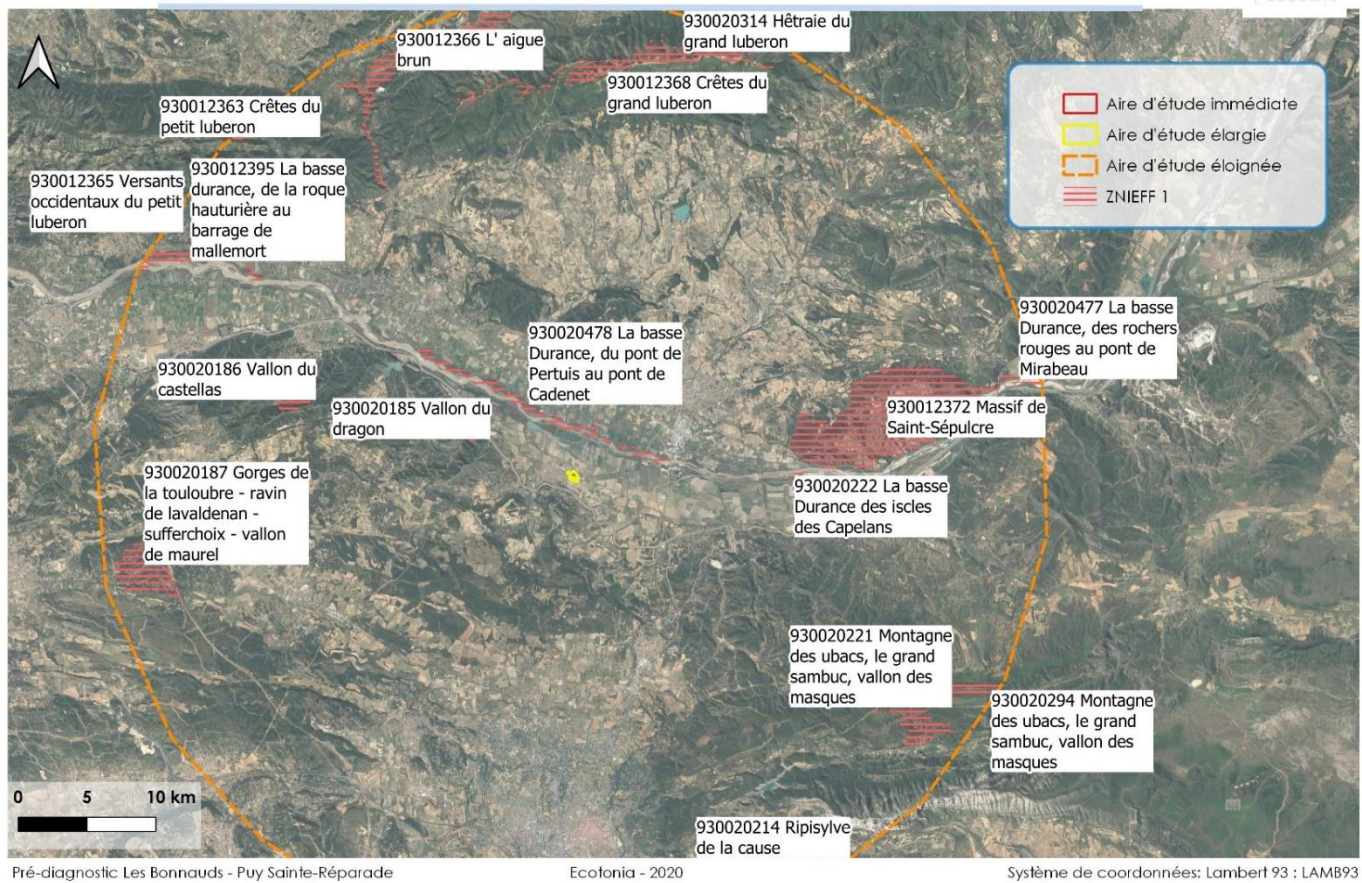 930020314 Hêtraie du
grand luberon
930012366 L' aigue
brun
930012368 Crêtes du
grand luberon
930012363 Crêtes du
petit luberon
930012395 La basse
durance, de la roque
hauturière au
barrage de
mallemort
930012365 Versants
occidentaux du petit
luberon
Aire d'étude immédiate
Aire d'étude élargie
Aire d'étude éloignée
ZNIEFF 1
930020477 La basse
Durance, des rochers
rouges au pont de
Mirabeau
930020478 La basse
Durance, du pont de
Pertuis au pont de
Cadenet
930020186 Vallon du
castellas
930020185 Vallon du
dragon
930012372 Massif de
Saint-Sépulcre
930020187 Gorges de
la touloubre - ravin
de lavaldenan -
sufferchoix - vallon
de maurel
930020222 La basse
Durance des iscles
des Capelans
930020221 Montagne
des ubacs, le grand
sambuc, vallon des
masques
930020294 Montagne
des ubacs, le grand
sambuc, vallon des
masques
0 5 10 km
930020214 Ripisylve
de la cause
Pré-diagnostic Les Bonnauds - Puy Sainte-Réparade
Ecotonia - 2020
Système de coordonnées: Lambert 93 : LAMB93